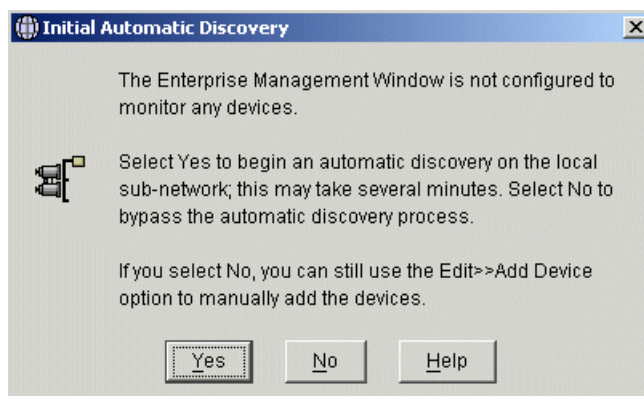 Initial Automatic Discovery
The Enterprise Management Window is not configured to
monitor any devices.
Select Yes to begin an automatic discovery on the local
sub-network; this may take several minutes. Select No to
bypass the automatic discovery process.
If you select No, you can still use the Edit>>Add Device
option to manually add the devices.
Yes No Help